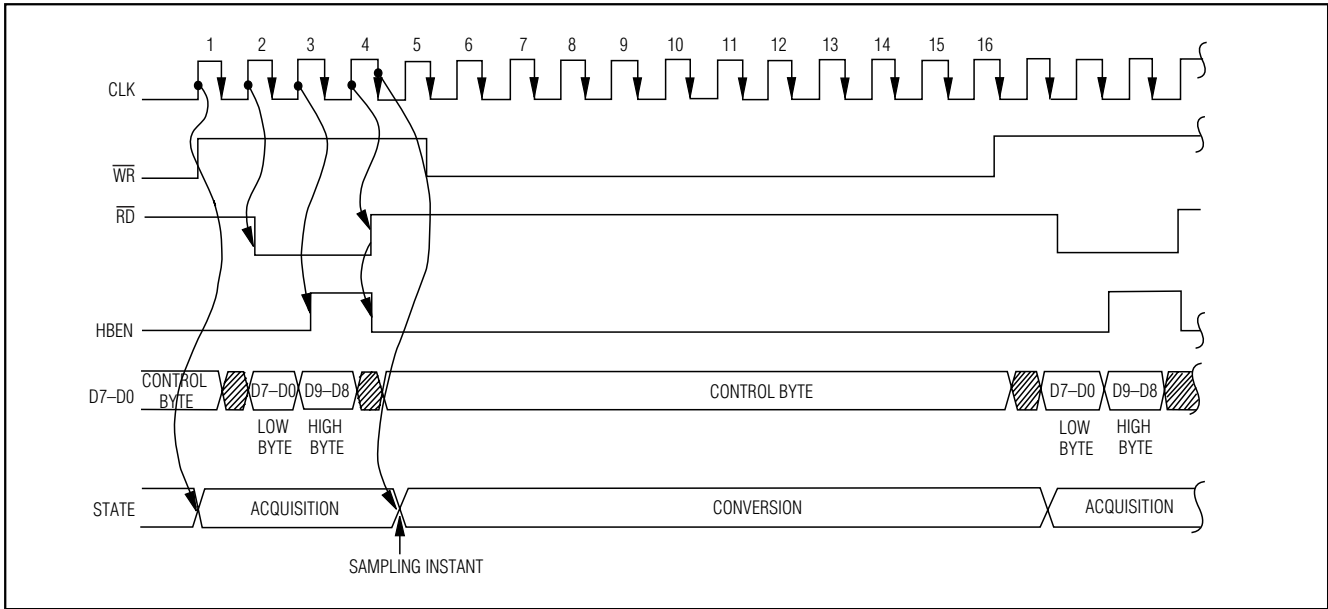 1 2 3 4 5 6 7 8 9 10 11 12 13 14 15 16
CLK
WR
RD
HBEN
D7–D0
CONTROL
BYTE
D7–D0
D9–D8
CONTROL BYTE
D7–D0
D9–D8
LOW
BYTE
HIGH
BYTE
LOW
BYTE
HIGH
BYTE
STATE
ACQUISITION
CONVERSION
ACQUISITION
SAMPLING INSTANT